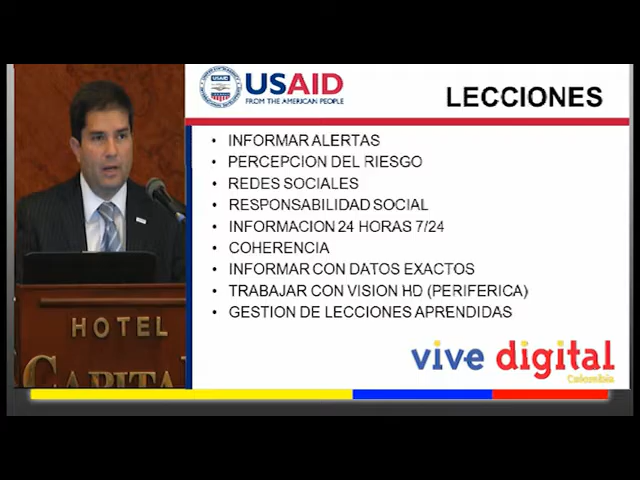 USAID
FROM THE AMERICAN PEOPLE
LECCIONES
• INFORMAR ALERTAS
• PERCEPCION DEL RIESGO
• REDES SOCIALES
• RESPONSABILIDAD SOCIAL
• INFORMACION 24 HORAS 7/24
• COHERENCIA
• INFORMAR CON DATOS EXACTOS
• TRABAJAR CON VISION HD (PERIFERICA)
• GESTION DE LECCIONES APRENDIDAS
HOTEL
CAPITAL
vive digital
Colombia